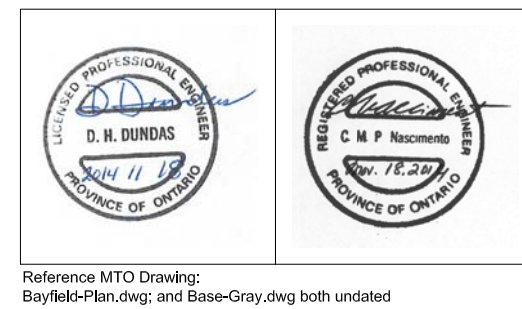 LICENSED PROFESSIONAL ENGINEER
D. Dundas
D. H. DUNDAS
2014 11 18
PROVINCE OF ONTARIO
REGISTERED PROFESSIONAL ENGINEER
C M P Nascimento
Nov. 18.2014
PROVINCE OF ONTARIO
Reference MTO Drawing:
Bayfield-Plan.dwg; and Base-Gray.dwg both undated